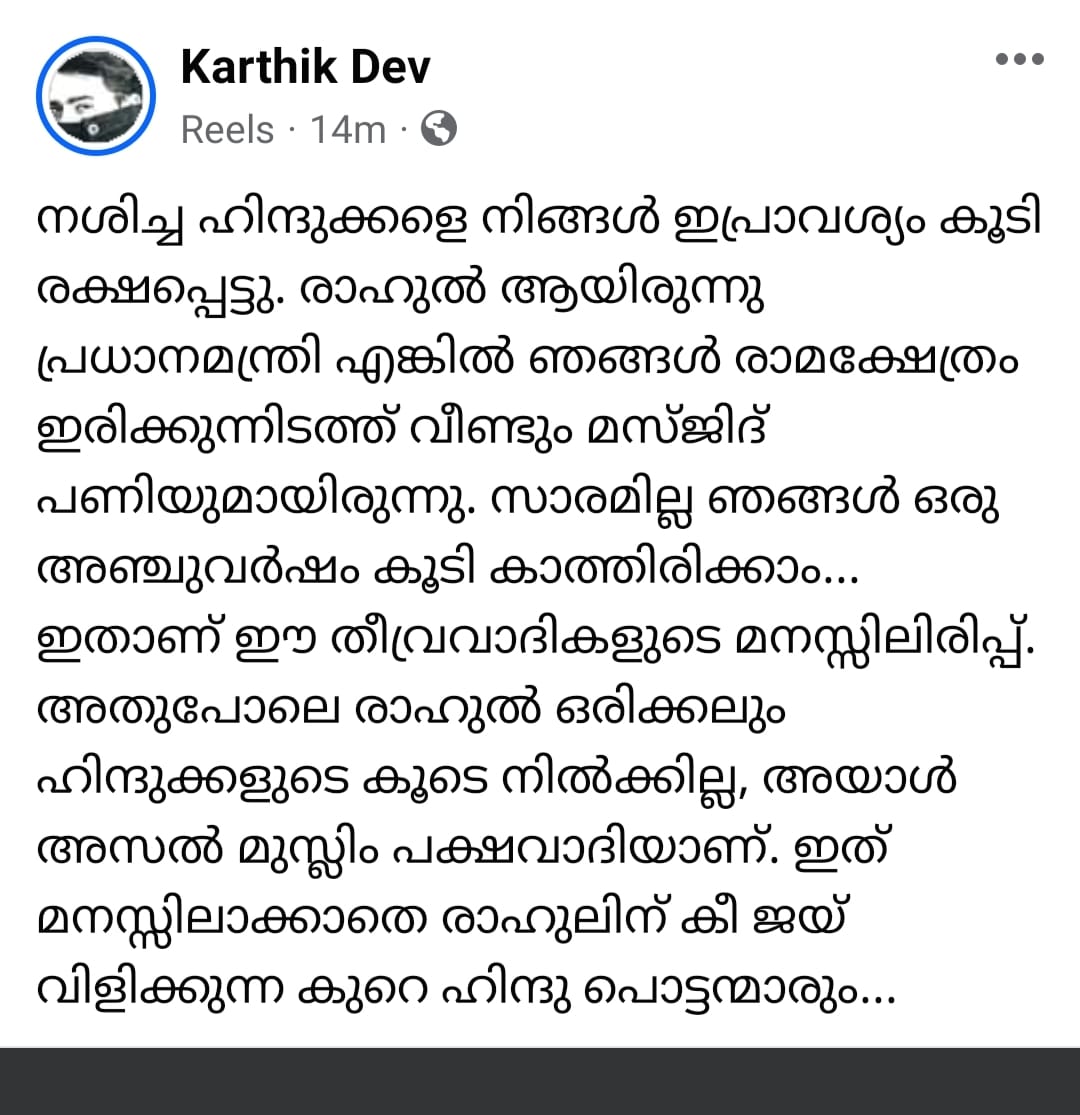 Karthik Dev
Reels · 14m ·
നശിച്ച ഹിന്ദുക്കളെ നിങ്ങൾ ഇപ്രാവശ്യം കൂടി
രക്ഷപ്പെട്ടു. രാഹുൽ ആയിരുന്നു
പ്രധാനമന്ത്രി എങ്കിൽ ഞങ്ങൾ രാമക്ഷേത്രം
ഇരിക്കുന്നിടത്ത് വീണ്ടും മസ്ജിദ്
പണിയുമായിരുന്നു. സാരമില്ല ഞങ്ങൾ ഒരു
അഞ്ചുവർഷം കൂടി കാത്തിരിക്കാം...
ഇതാണ് ഈ തീവ്രവാദികളുടെ മനസ്സിലിരിപ്പ്.
അതുപോലെ രാഹുൽ ഒരിക്കലും
ഹിന്ദുക്കളുടെ കൂടെ നിൽക്കില്ല, അയാൾ
അസൽ മുസ്ലിം പക്ഷവാദിയാണ്. ഇത്
മനസ്സിലാക്കാതെ രാഹുലിന് കീ ജയ്
വിളിക്കുന്ന കുറെ ഹിന്ദു പൊട്ടന്മാരും...